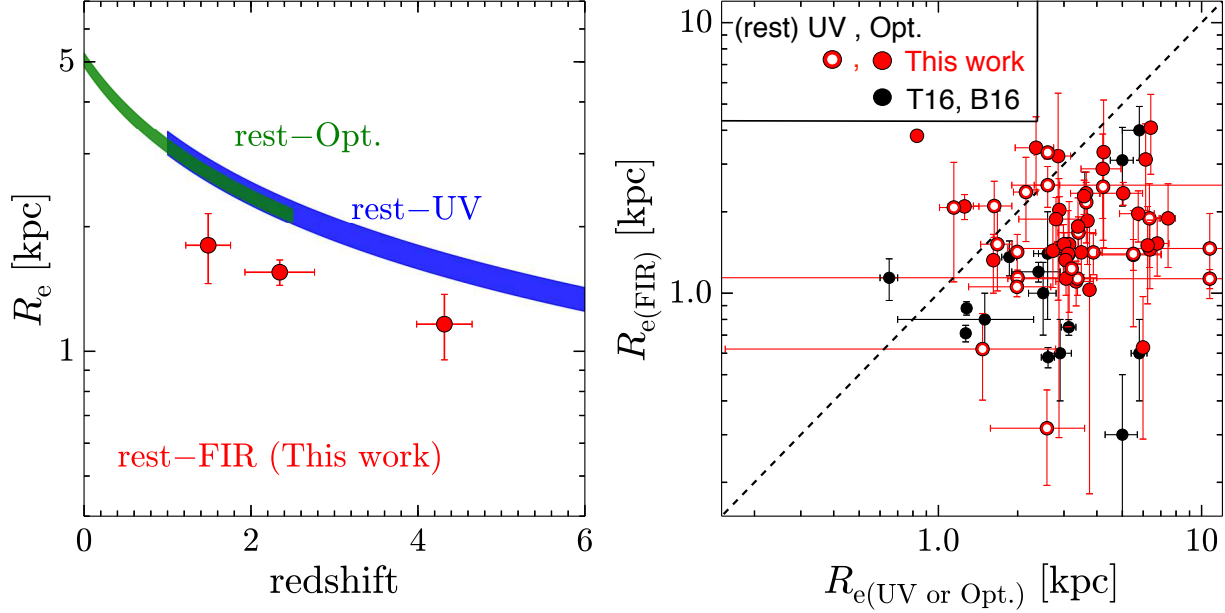 5
1
R_e [kpc]
rest−Opt.
rest−UV
rest−FIR (This work)
0
2
4
6
redshift
(rest) UV , Opt.
, This work
T16, B16
10
1.0
R_e(FIR) [kpc]
1.0
10
R_e(UV or Opt.) [kpc]